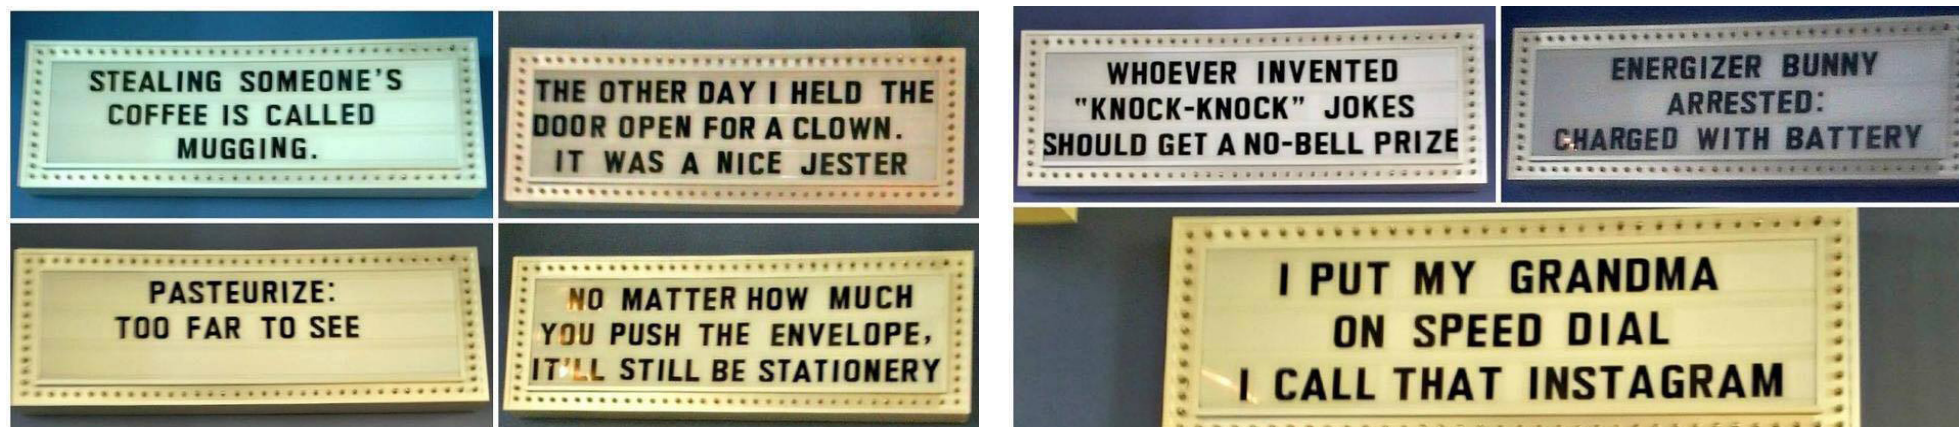 STEALING SOMEONE'S
COFFEE IS CALLED
MUGGING.
THE OTHER DAY I HELD THE
DOOR OPEN FOR A CLOWN.
IT WAS A NICE JESTER
PASTEURIZE:
TOO FAR TO SEE
NO MATTER HOW MUCH
YOU PUSH THE ENVELOPE,
IT'LL STILL BE STATIONERY
WHOEVER INVENTED
"KNOCK-KNOCK" JOKES
SHOULD GET A NO-BELL PRIZE
ENERGIZER BUNNY
ARRESTED:
CHARGED WITH BATTERY
I PUT MY GRANDMA
ON SPEED DIAL
I CALL THAT INSTAGRAM